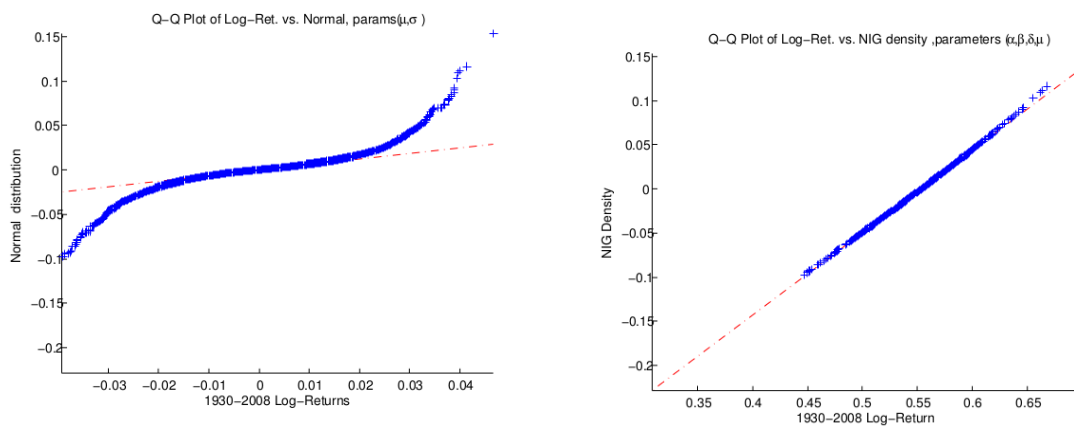 Q-Q Plot of Log-Ret. vs. Normal, params(μ,σ )
0.15
0.1
0.05
0
-0.05
-0.1
-0.15
-0.2
Normal distribution
-0.03 -0.02 -0.01 0 0.01 0.02 0.03 0.04
1930-2008 Log-Returns
Q-Q Plot of Log-Ret. vs. NIG density ,parameters (α,β,δ,μ )
0.15
0.1
0.05
0
-0.05
-0.1
-0.15
-0.2
NIG Density
0.35 0.4 0.45 0.5 0.55 0.6 0.65
1930-2008 Log-Return